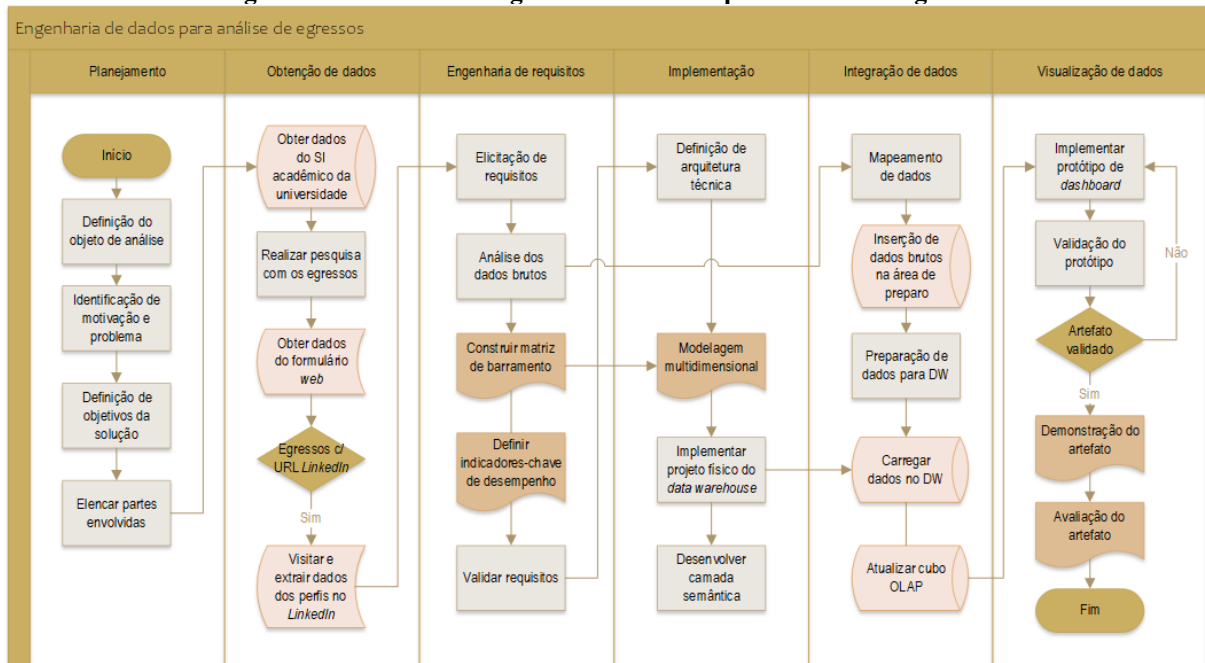 Engenharia de dados para análise de egressos
Planejamento
Obtenção de dados
Engenharia de requisitos
Implementação
Integração de dados
Visualização de dados
Início
Definição do
objeto de análise
Identificação de
motivação e
problema
Definição de
objetivos da
solução
Elencar partes
envolvidas
Obter dados
do SI
acadêmico da
universidade
Realizar pesquisa
com os egressos
Obter dados
do formulário
web
Egressos c/
URL LinkedIn
Sim
Visitar e
extrair dados
dos perfis no
LinkedIn
Elicitação de
requisitos
Análise dos
dados brutos
Construir matriz
de barramento
Definir
indicadores-chave
de desempenho
Validar requisitos
Definição de
arquitetura
técnica
Modelagem
multidimensional
Implementar
projeto físico do
data warehouse
Desenvolver
camada
semântica
Mapeamento
de dados
Inserção de
dados brutos
na área de
preparo
Preparação de
dados para DW
Carregar
dados no DW
Atualizar cubo
OLAP
Implementar
protótipo de
dashboard
Validação do
protótipo
Não
Artefato
validado
Sim
Demonstração do
artefato
Avaliação do
artefato
Fim